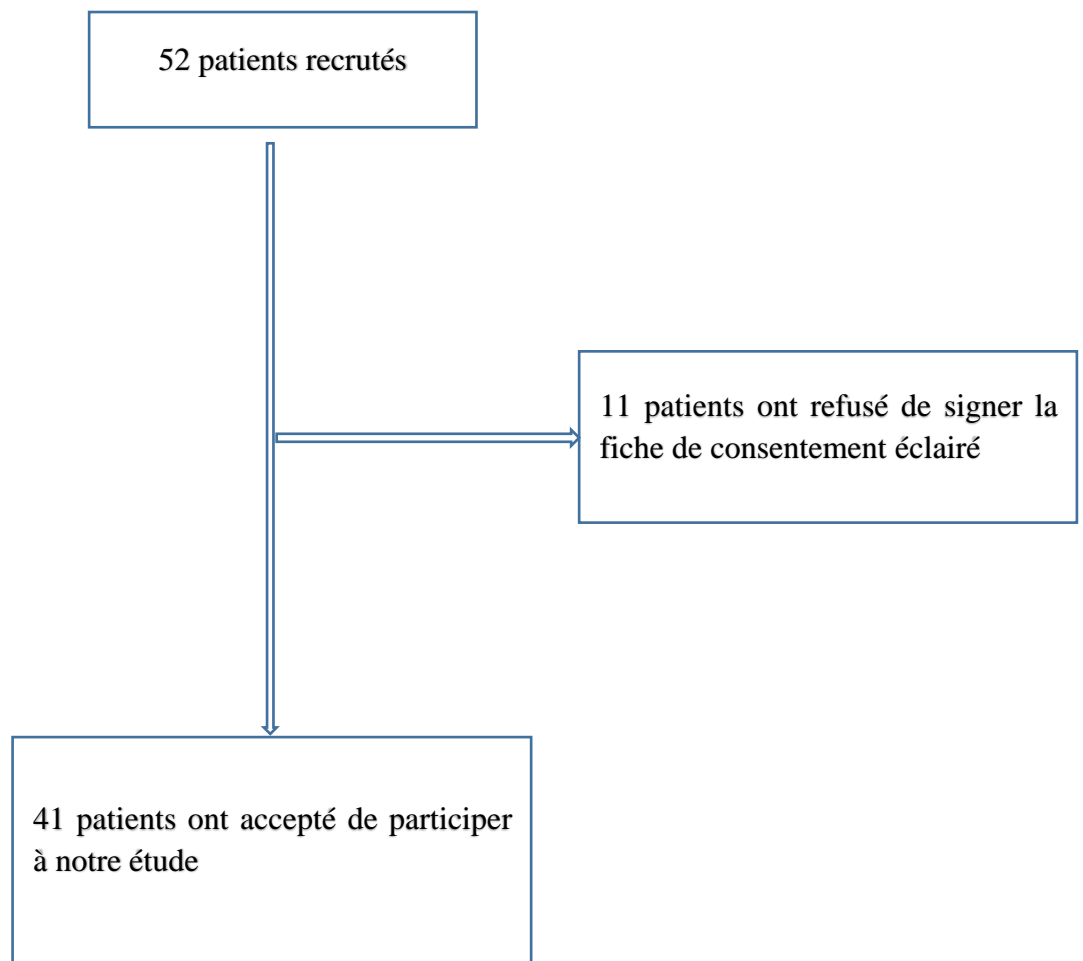 52 patients recrutés
11 patients ont refusé de signer la
fiche de consentement éclairé
41 patients ont accepté de participer
à notre étude